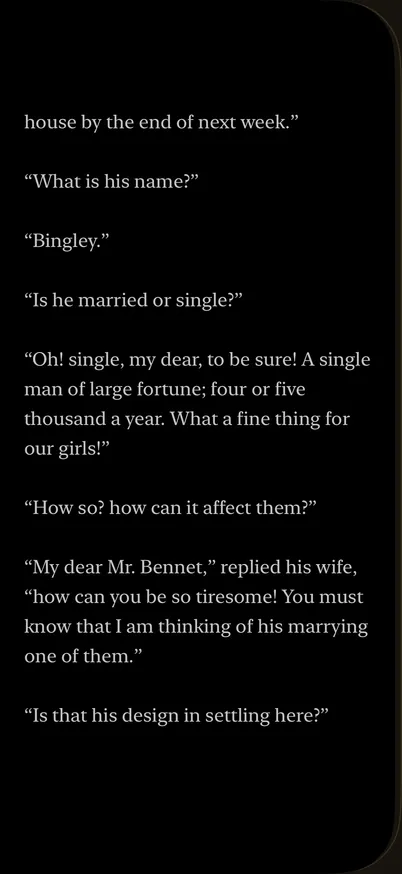 house by the end of next week.”
“What is his name?”
“Bingley.”
“Is he married or single?”
“Oh! single, my dear, to be sure! A single
man of large fortune; four or five
thousand a year. What a fine thing for
our girls!”
“How so? how can it affect them?”
“My dear Mr. Bennet,” replied his wife,
“how can you be so tiresome! You must
know that I am thinking of his marrying
one of them.”
“Is that his design in settling here?”